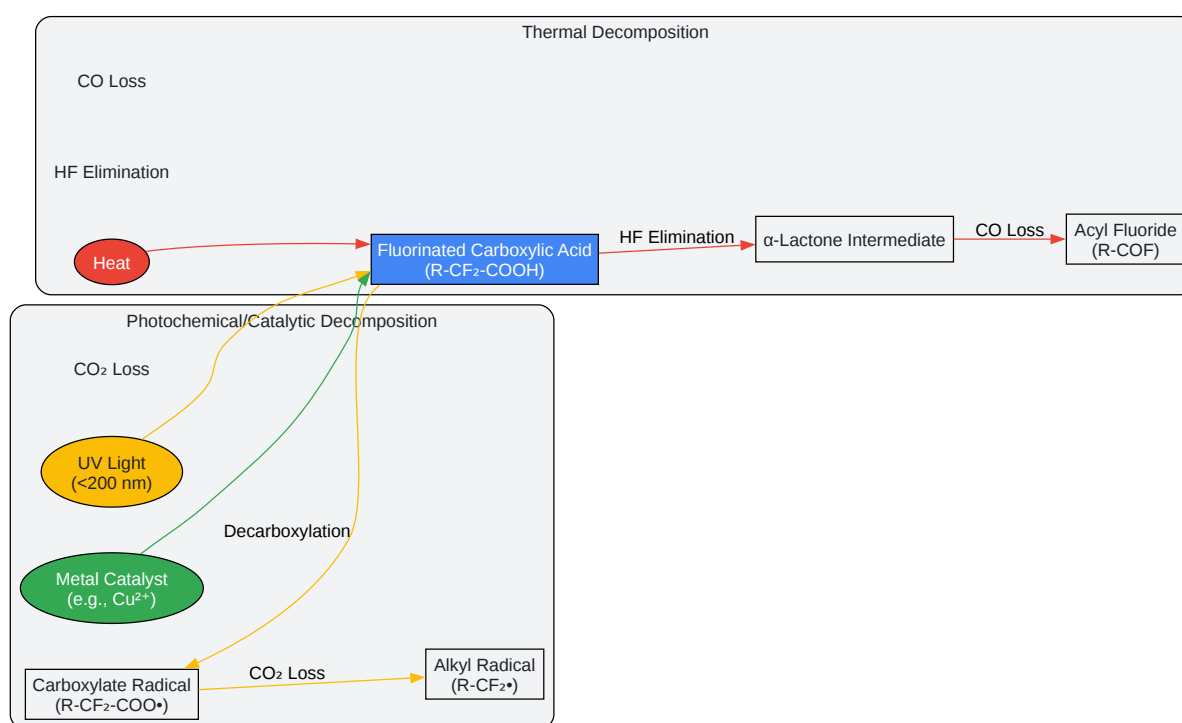 Thermal Decomposition
CO Loss
HF Elimination
Heat
Fluorinated Carboxylic Acid
(R-CF₂-COOH)
HF Elimination
α-Lactone Intermediate
CO Loss
Acyl Fluoride
(R-COF)
Photochemical/Catalytic Decomposition
CO₂ Loss
UV Light
(<200 nm)
Decarboxylation
Metal Catalyst
(e.g., Cu²⁺)
Carboxylate Radical
(R-CF₂-COO•)
CO₂ Loss
Alkyl Radical
(R-CF₂•)